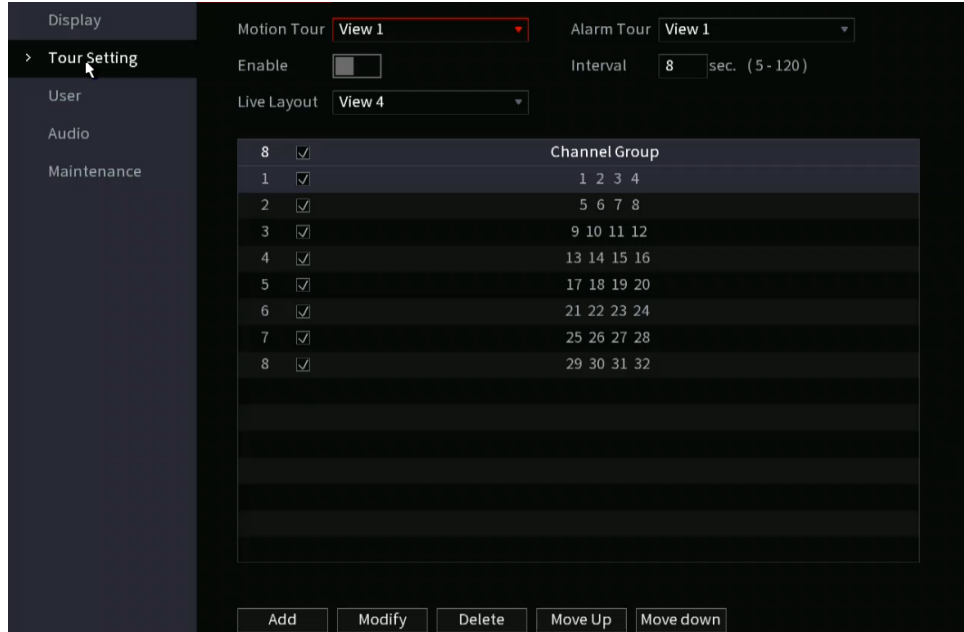 Display
> Tour Setting
User
Audio
Maintenance
Motion Tour View 1 Alarm Tour View 1
Enable Interval 8 sec. (5-120)
Live Layout View 4
8 Channel Group
1 1 2 3 4
2 5 6 7 8
3 9 10 11 12
4 13 14 15 16
5 17 18 19 20
6 21 22 23 24
7 25 26 27 28
8 29 30 31 32
Add Modify Delete Move Up Move down